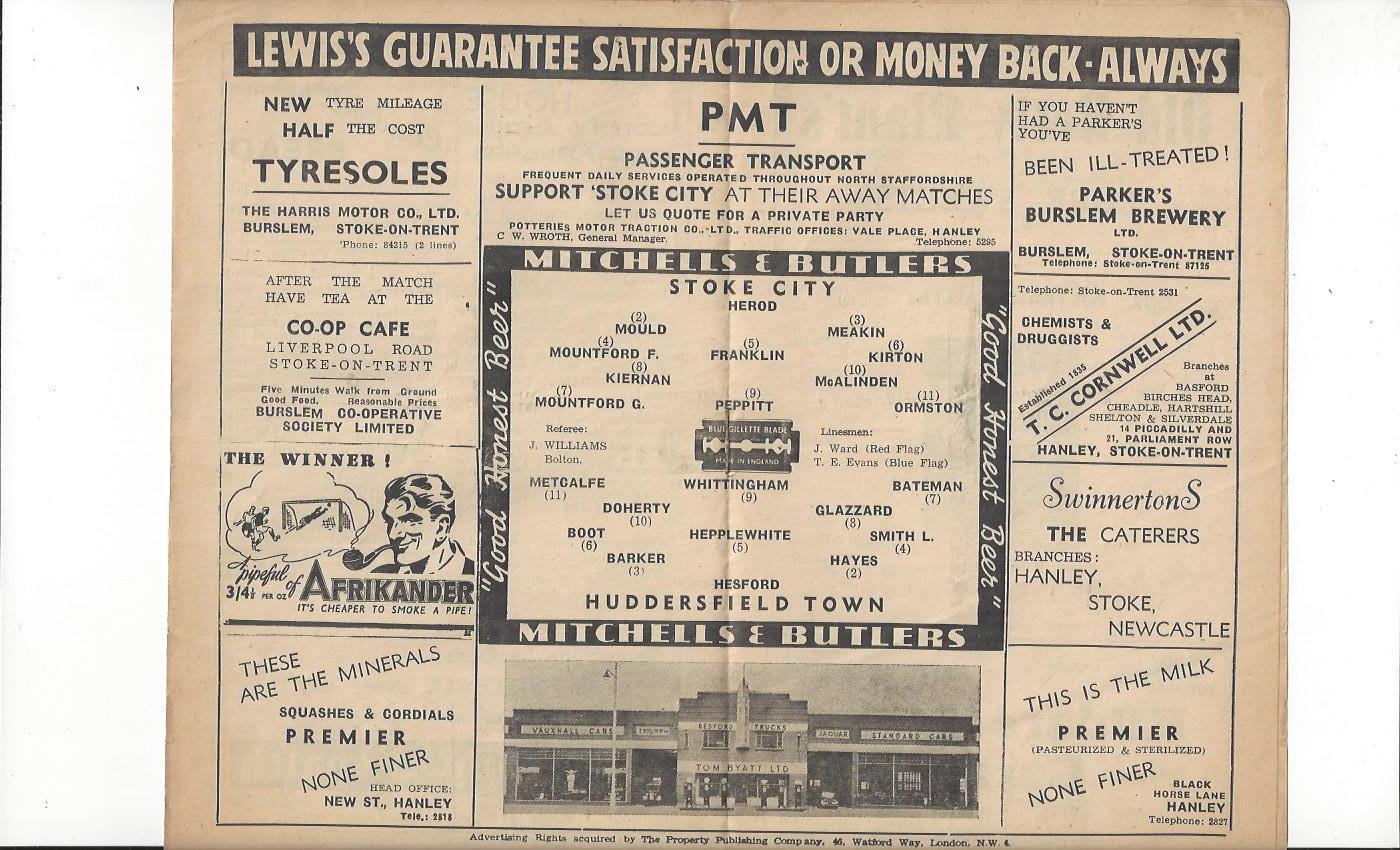 LEWIS'S GUARANTEE SATISFACTION OR MONEY BACK - ALWAYS
NEW TYRE MILEAGE
HALF THE COST
TYRESOLES
THE HARRIS MOTOR CO., LTD.
BURSLEM, STOKE-ON-TRENT
'Phone: 84215 (2 lines)
AFTER THE MATCH
HAVE TEA AT THE
CO-OP CAFE
LIVERPOOL ROAD
STOKE-ON-TRENT
Five Minutes Walk from Ground
Good Food. Reasonable Prices
BURSLEM CO-OPERATIVE
SOCIETY LIMITED
THE WINNER !
A pipeful of AFRIKANDER
3/4½ PER OZ
IT'S CHEAPER TO SMOKE A PIPE!
THESE
ARE THE MINERALS
SQUASHES & CORDIALS
PREMIER
NONE FINER
HEAD OFFICE:
NEW ST., HANLEY
Tele.: 2818
PMT
PASSENGER TRANSPORT
FREQUENT DAILY SERVICES OPERATED THROUGHOUT NORTH STAFFORDSHIRE
SUPPORT 'STOKE CITY AT THEIR AWAY MATCHES
LET US QUOTE FOR A PRIVATE PARTY
POTTERIES MOTOR TRACTION CO., LTD., TRAFFIC OFFICES: VALE PLACE, HANLEY
C. W. WROTH, General Manager. Telephone: 5295
MITCHELLS & BUTLERS
"Good Honest Beer"
"Good Honest Beer"
STOKE CITY
HEROD
(2) (3)
MOULD MEAKIN
(4) (5) (6)
MOUNTFORD F. FRANKLIN KIRTON
(8) (10)
KIERNAN McALINDEN
(7) (9) (11)
MOUNTFORD G. PEPPITT ORMSTON
Referee:
J. WILLIAMS
Bolton.
BLUE GILLETTE BLADE
MADE IN ENGLAND
Linesmen:
J. Ward (Red Flag)
T. E. Evans (Blue Flag)
METCALFE WHITTINGHAM BATEMAN
(11) (9) (7)
DOHERTY GLAZZARD
(10) (8)
BOOT HEPPLEWHITE SMITH L.
(6) (5) (4)
BARKER HAYES
(3) (2)
HESFORD
HUDDERSFIELD TOWN
MITCHELLS & BUTLERS
BEDFORD TRUCKS
VAUXHALL CARS TRIUMPH JAGUAR STANDARD CARS
TOM BYATT LTD
IF YOU HAVEN'T
HAD A PARKER'S
YOU'VE
BEEN ILL-TREATED!
PARKER'S
BURSLEM BREWERY
LTD.
BURSLEM, STOKE-ON-TRENT
Telephone: Stoke-on-Trent 87125
Telephone: Stoke-on-Trent 2531
CHEMISTS &
DRUGGISTS
Established 1835
T. C. CORNWELL LTD.
Branches
at
BASFORD
BIRCHES HEAD,
CHEADLE, HARTSHILL
SHELTON & SILVERDALE
14 PICCADILLY AND
21, PARLIAMENT ROW
HANLEY, STOKE-ON-TRENT
SwinnertonS
THE CATERERS
BRANCHES:
HANLEY,
STOKE,
NEWCASTLE
THIS IS THE MILK
PREMIER
(PASTEURIZED & STERILIZED)
NONE FINER
BLACK
HORSE LANE
HANLEY
Telephone: 2827
Advertising Rights acquired by The Property Publishing Company, 46, Watford Way, London, N.W. 4.